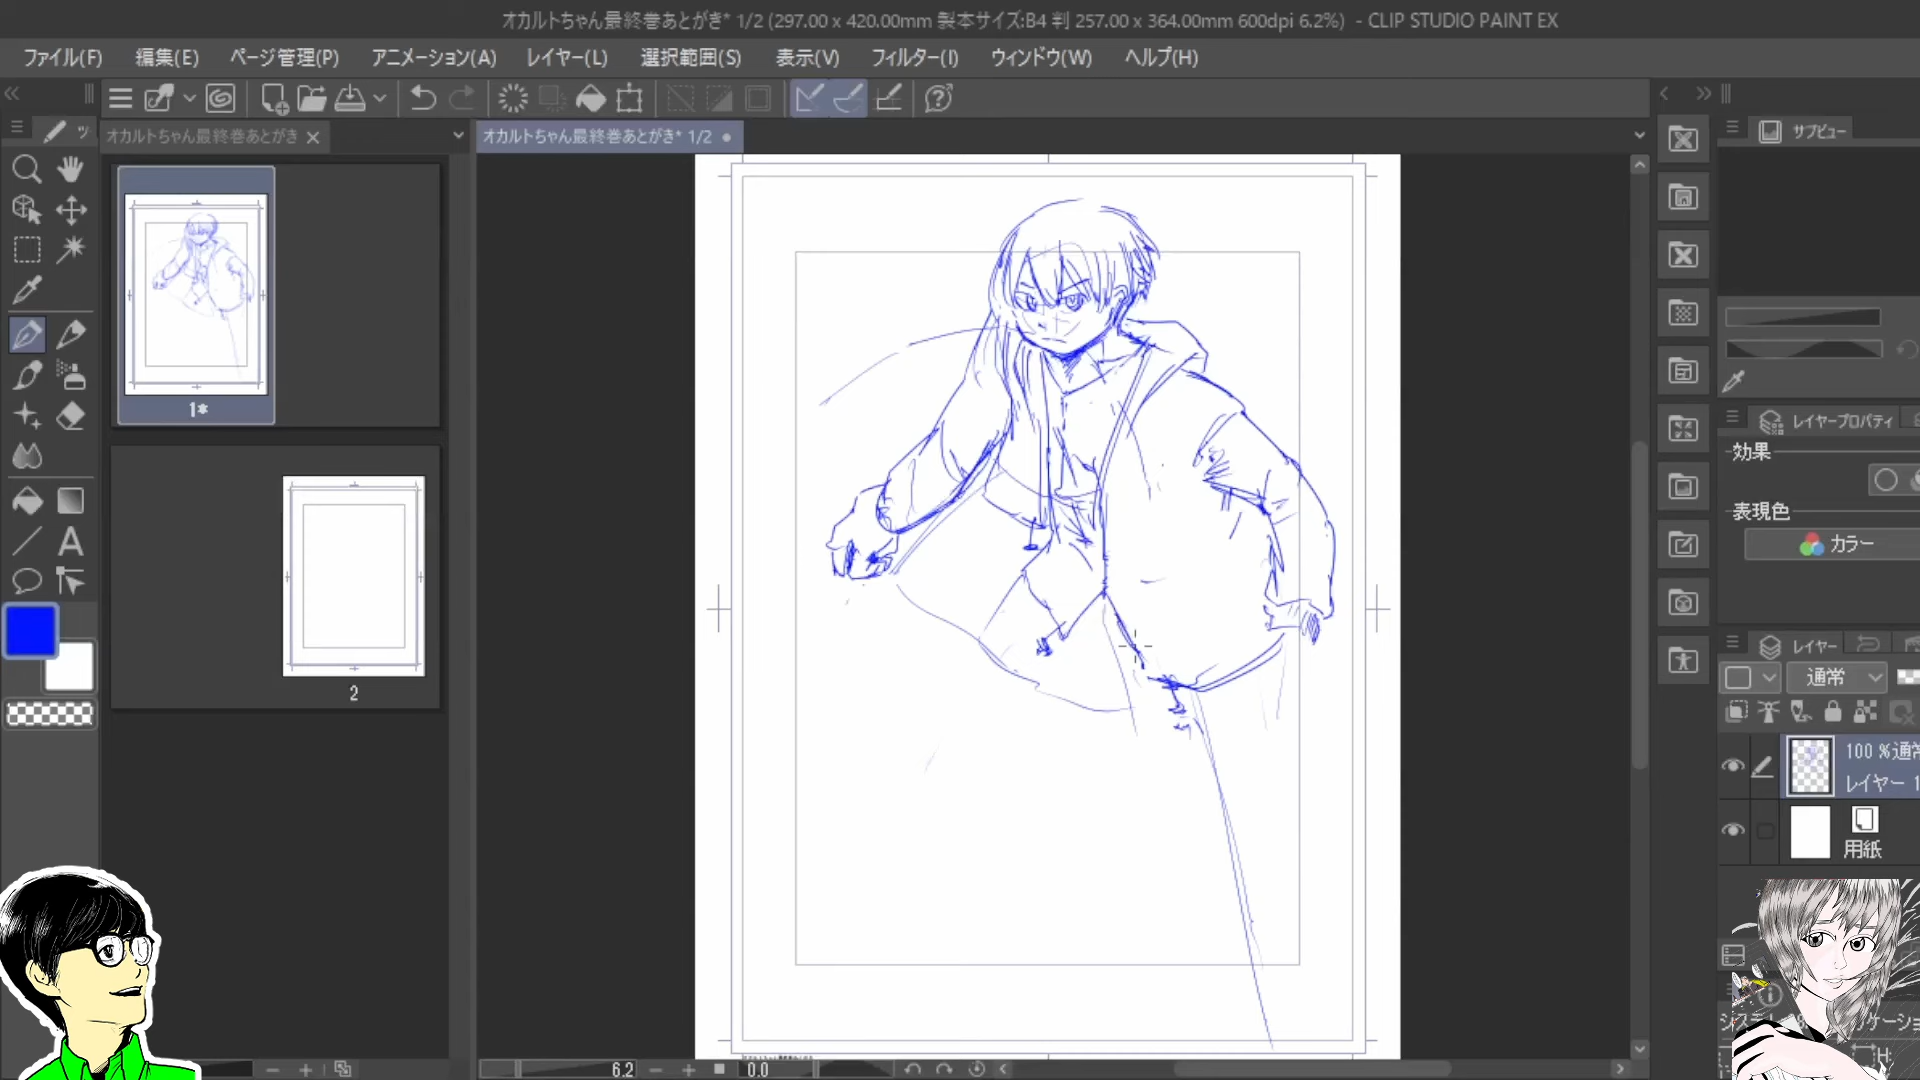 オカルトちゃん最終巻あとがき* 1/2 (297.00 x 420.00mm 製本サイズ:B4 判 257.00 x 364.00mm 600dpi 6.2%) - CLIP STUDIO PAINT EX
ファイル(F) 編集(E) ページ管理(P) アニメーション(A) レイヤー(L) 選択範囲(S) 表示(V) フィルター(I) ウィンドウ(W) ヘルプ(H)
ッ オカルトちゃん最終巻あとがき オカルトちゃん最終巻あとがき* 1/2
サブビュー
1*
2
レイヤープロパティ
効果
表現色
カラー
レイヤー
通常
100 %通常
レイヤー 1
用紙
6.2 0.0